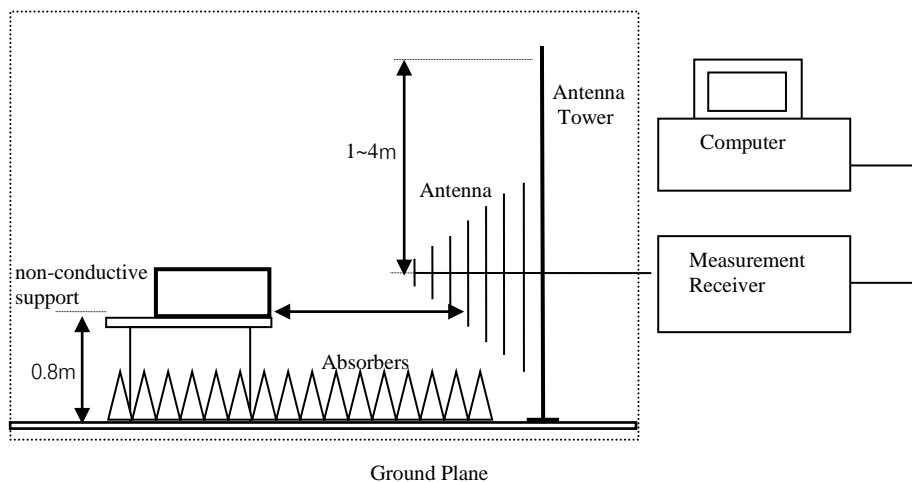 Antenna
Tower
1~4m
Computer
Antenna
non-conductive
support
Measurement
Receiver
0.8m
Absorbers
Ground Plane